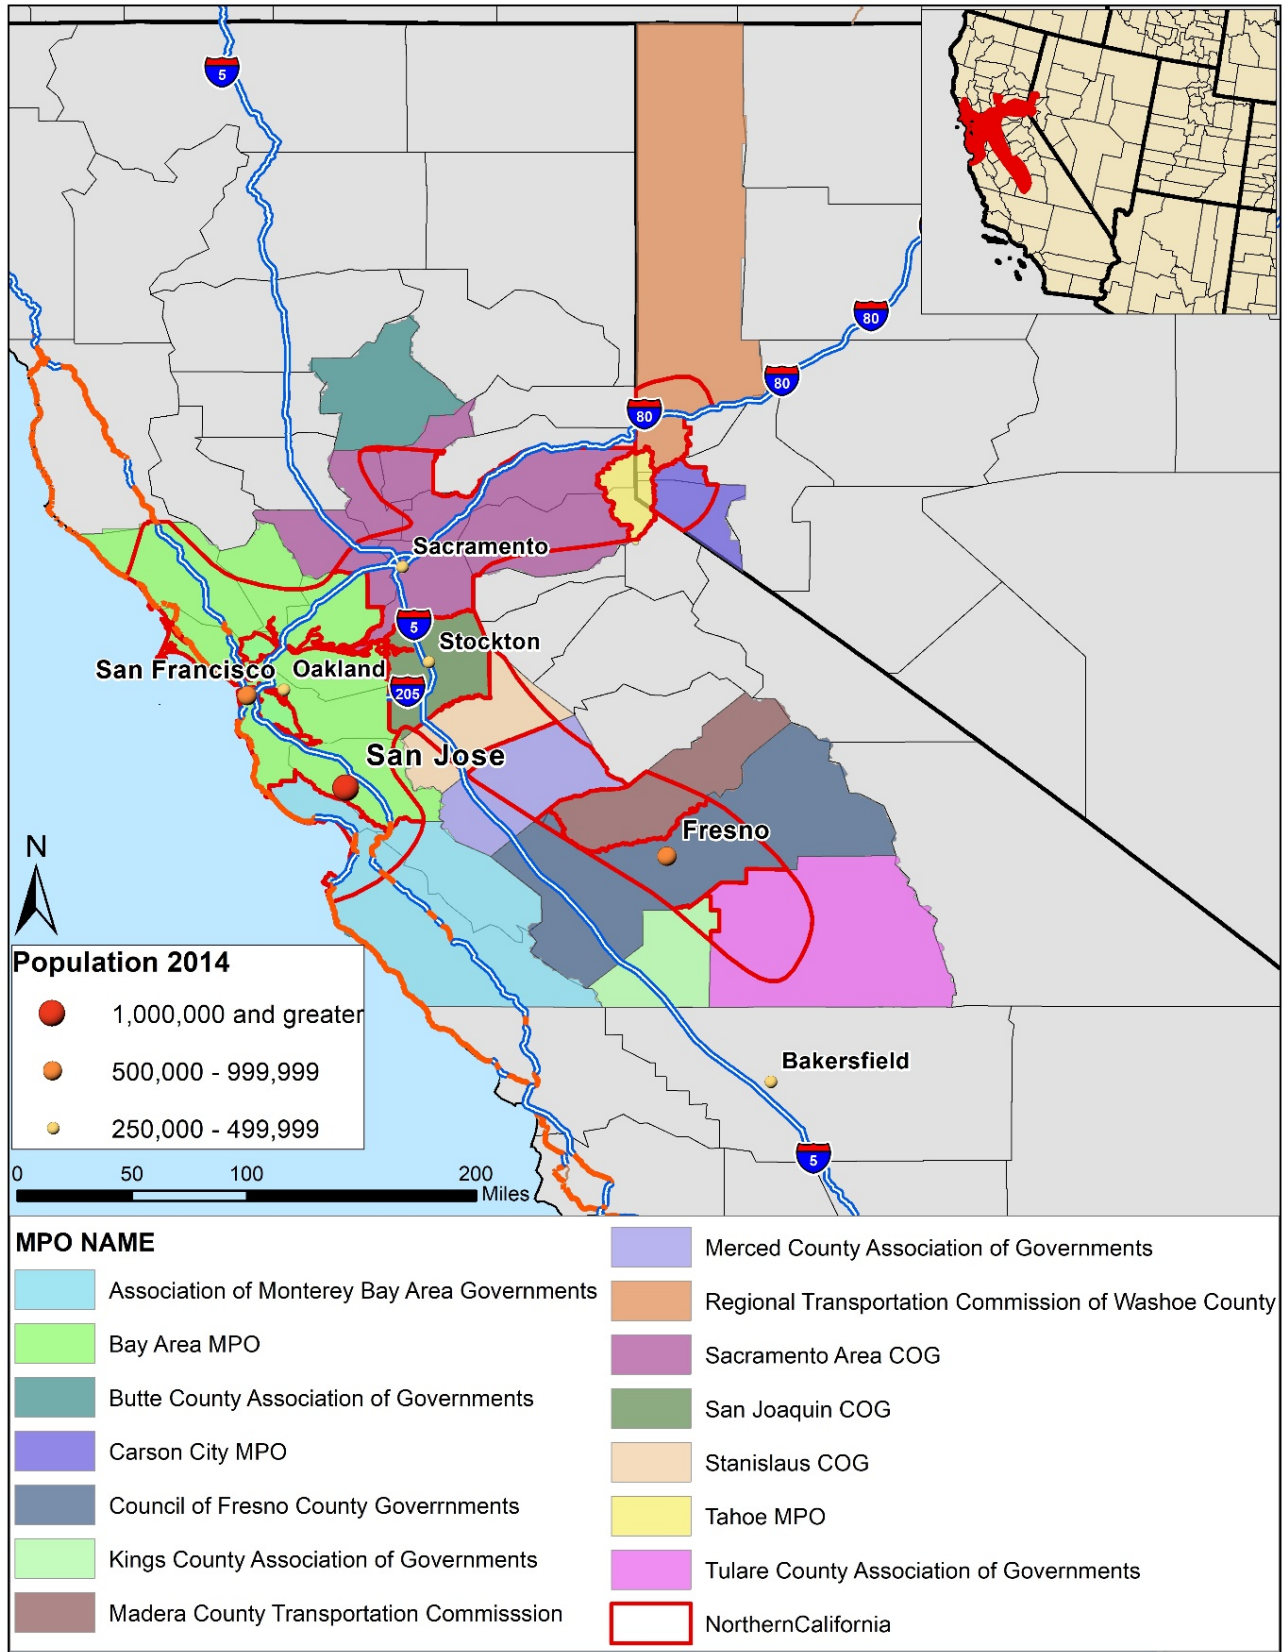 5
80
80
80
Sacramento
5
Stockton
San Francisco
Oakland
205
San Jose
Fresno
N
Population 2014
1,000,000 and greater
500,000 - 999,999
250,000 - 499,999
Bakersfield
5
0 50 100 200
Miles
MPO NAME
Association of Monterey Bay Area Governments
Bay Area MPO
Butte County Association of Governments
Carson City MPO
Council of Fresno County Goverrnments
Kings County Association of Governments
Madera County Transportation Commisssion
Merced County Association of Governments
Regional Transportation Commission of Washoe County
Sacramento Area COG
San Joaquin COG
Stanislaus COG
Tahoe MPO
Tulare County Association of Governments
NorthernCalifornia